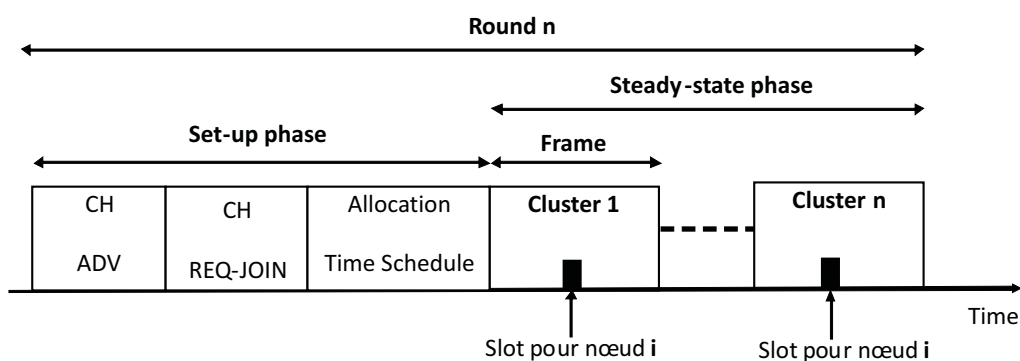 Round n
Steady-state phase
Set-up phase
Frame
CH
ADV
CH
REQ-JOIN
Allocation
Time Schedule
Cluster 1
Cluster n
Time
Slot pour nœud i
Slot pour nœud i